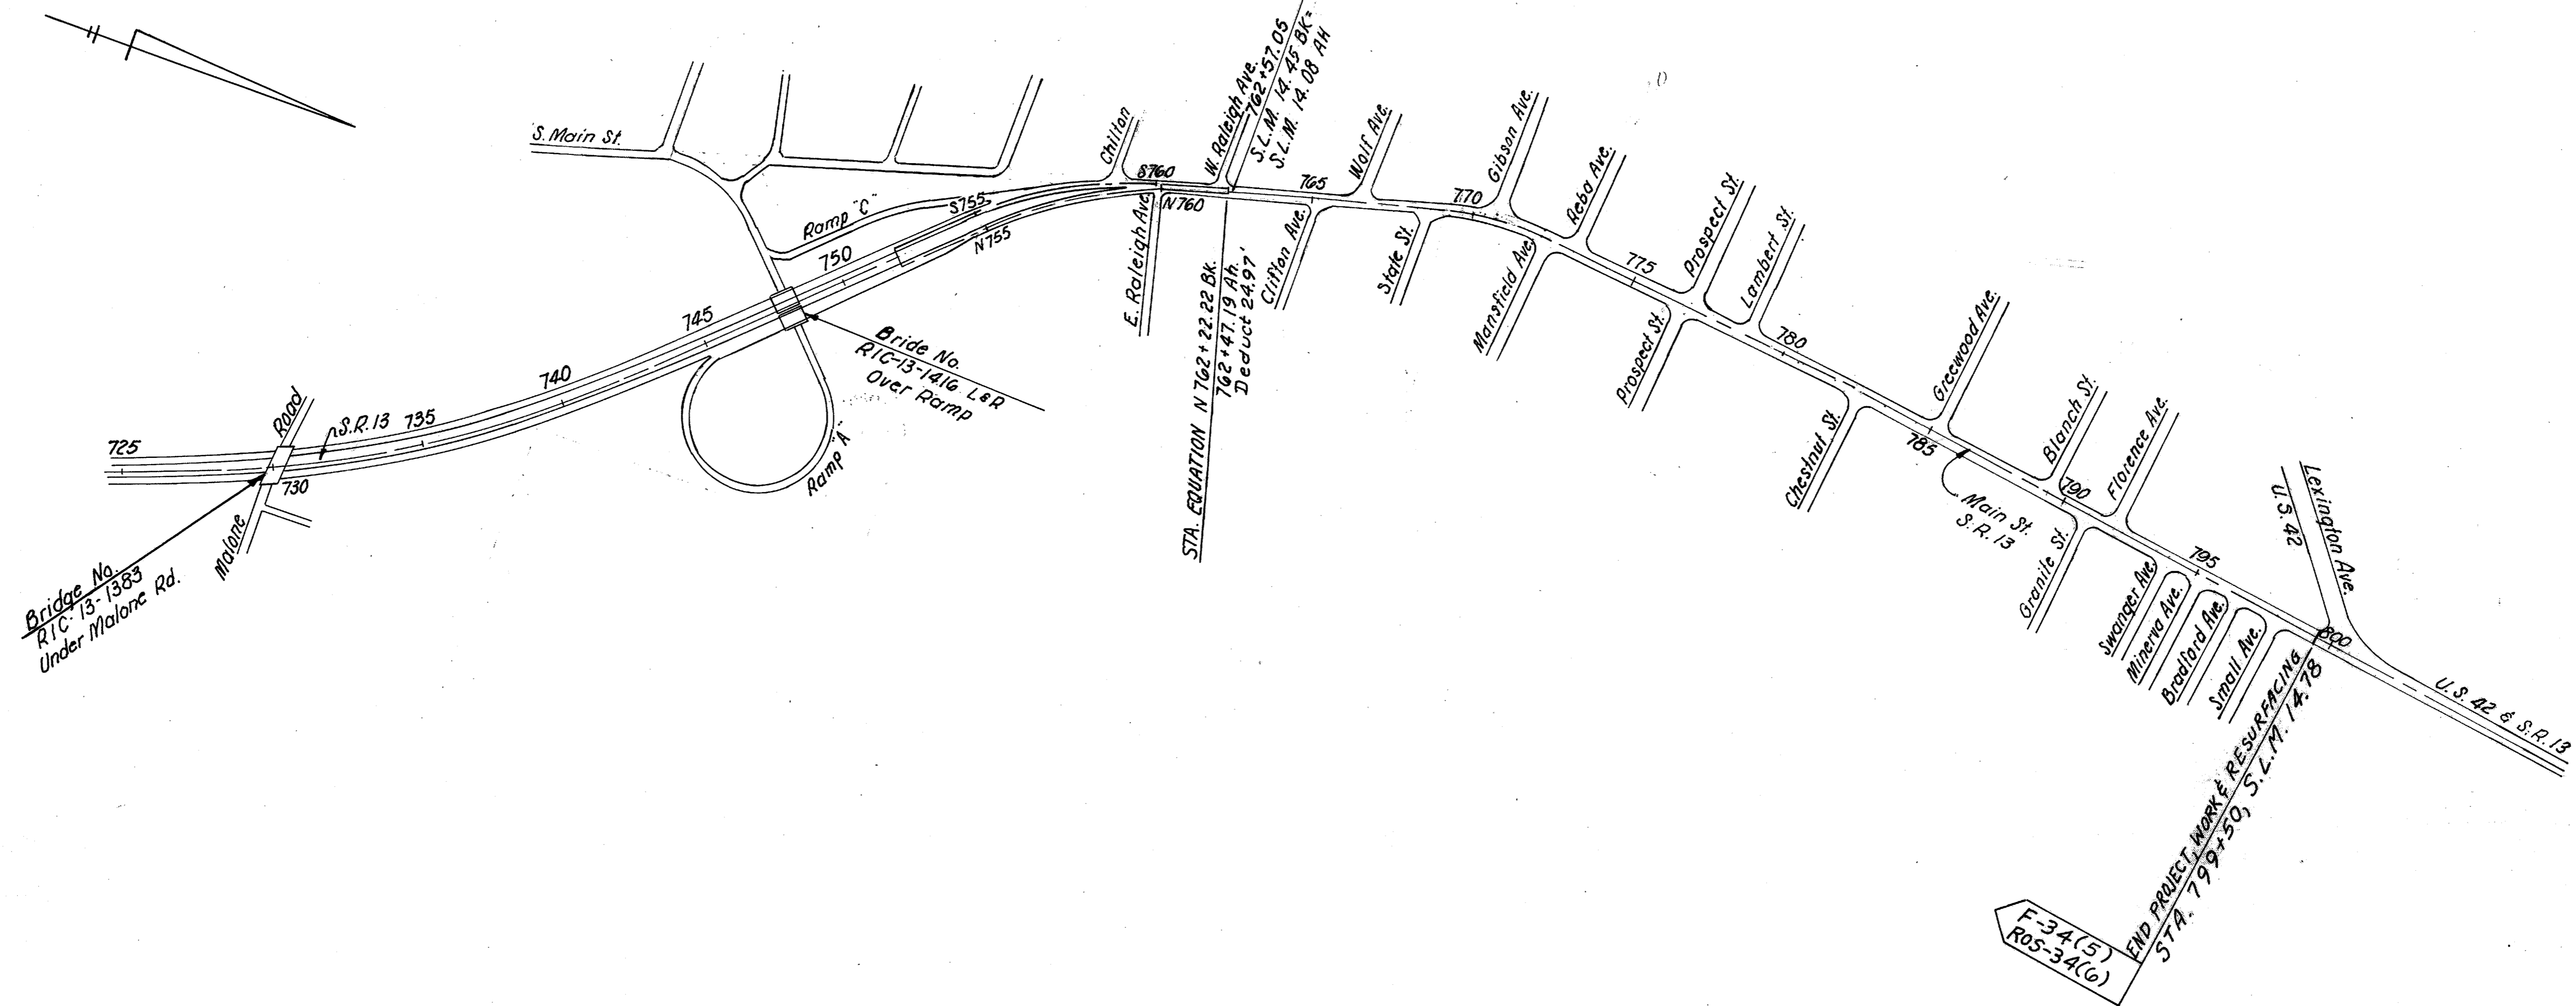 S. Main St.
725
730
735
740
745
750
S755
N755
S760
N760
765
770
775
780
785
790
795
800
Malone
Road
S.R. 13
Bridge No.
RIC-13-1383
Under Malone Rd.
Ramp "C"
Ramp "A"
Bride No.
RIC-13-1416 L&R
Over Ramp
Chilton
E. Raleigh Ave.
W. Raleigh Ave.
762+57.05
S.L.M. 14.45 BK=
S.L.M. 14.08 AH
STA. EQUATION N 762+22.22 BK.
762+47.19 Ah.
Deduct 24.97'
Clifton Ave.
Wolf Ave.
State St.
Gibson Ave.
Mansfield Ave.
Reba Ave.
Prospect St.
Prospect St.
Lambert St.
Chestnut St.
Greewood Ave.
Main St.
S.R. 13
Blanch St.
Granile St.
Florence Ave.
Swanger Ave.
Minerva Ave.
Bradford Ave.
Small Ave.
Lexington Ave.
U.S. 42
U.S. 42 & S.R. 13
END PROJECT, WORK & RESURFACING
STA. 799+50, S.L.M. 14.78
F-34(5)
ROS-34(6)